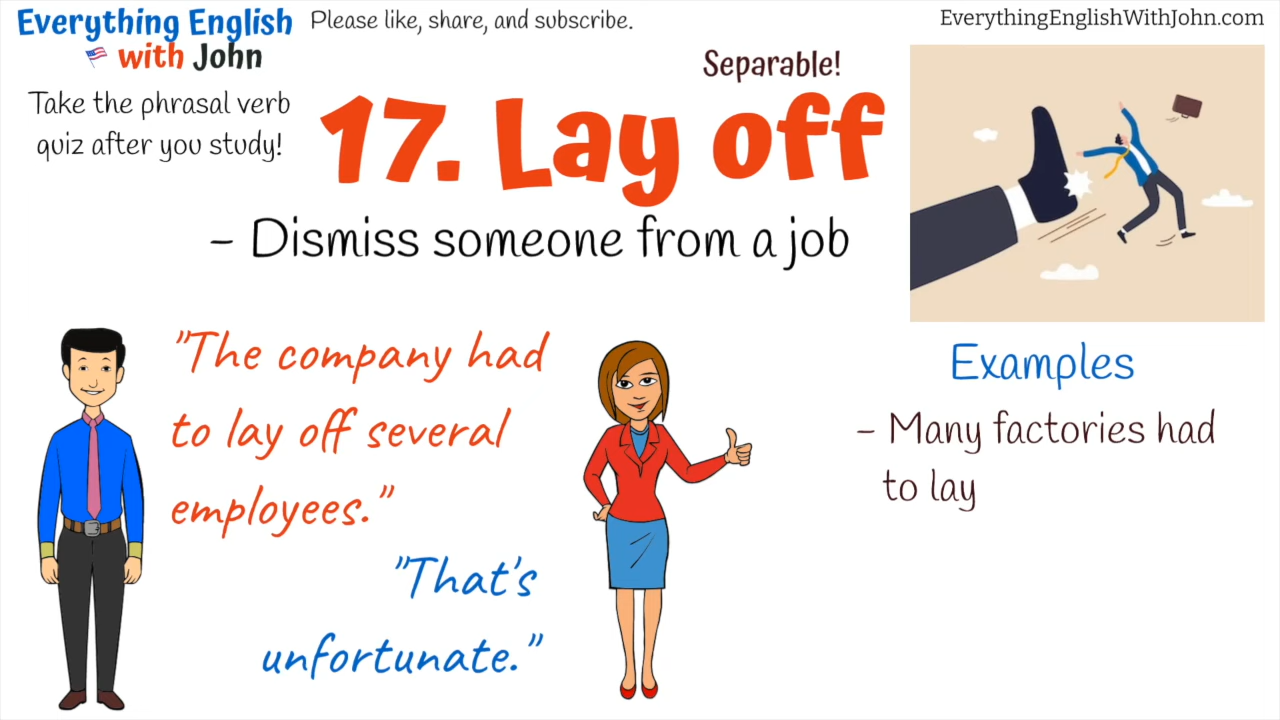 Everything English
with John
Please like, share, and subscribe.
EverythingEnglishWithJohn.com
Take the phrasal verb
quiz after you study!
Separable!
17. Lay off
- Dismiss someone from a job
"The company had
to lay off several
employees."
"That's
unfortunate."
Examples
- Many factories had
to lay